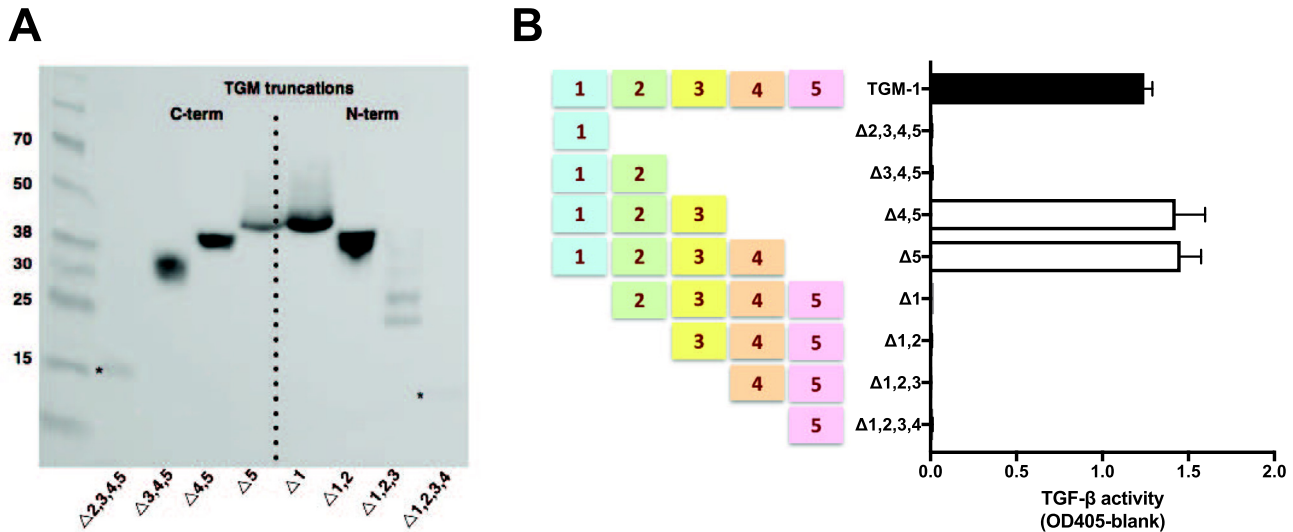 A
TGM truncations
C-term N-term
70
50
38
30
25
15
*
*
△2,3,4,5 △3,4,5 △4,5 △5 △1 △1,2 △1,2,3 △1,2,3,4
B
1 2 3 4 5 TGM-1
1 Δ2,3,4,5
1 2 Δ3,4,5
1 2 3 Δ4,5
1 2 3 4 Δ5
2 3 4 5 Δ1
3 4 5 Δ1,2
4 5 Δ1,2,3
5 Δ1,2,3,4
0.0 0.5 1.0 1.5 2.0
TGF-β activity
(OD405-blank)